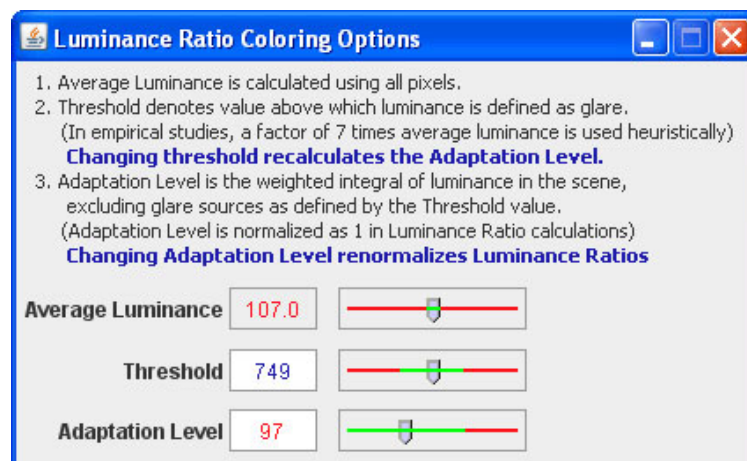 Luminance Ratio Coloring Options
1. Average Luminance is calculated using all pixels.
2. Threshold denotes value above which luminance is defined as glare.
(In empirical studies, a factor of 7 times average luminance is used heuristically)
Changing threshold recalculates the Adaptation Level.
3. Adaptation Level is the weighted integral of luminance in the scene,
excluding glare sources as defined by the Threshold value.
(Adaptation Level is normalized as 1 in Luminance Ratio calculations)
Changing Adaptation Level renormalizes Luminance Ratios
Average Luminance 107.0
Threshold 749
Adaptation Level 97